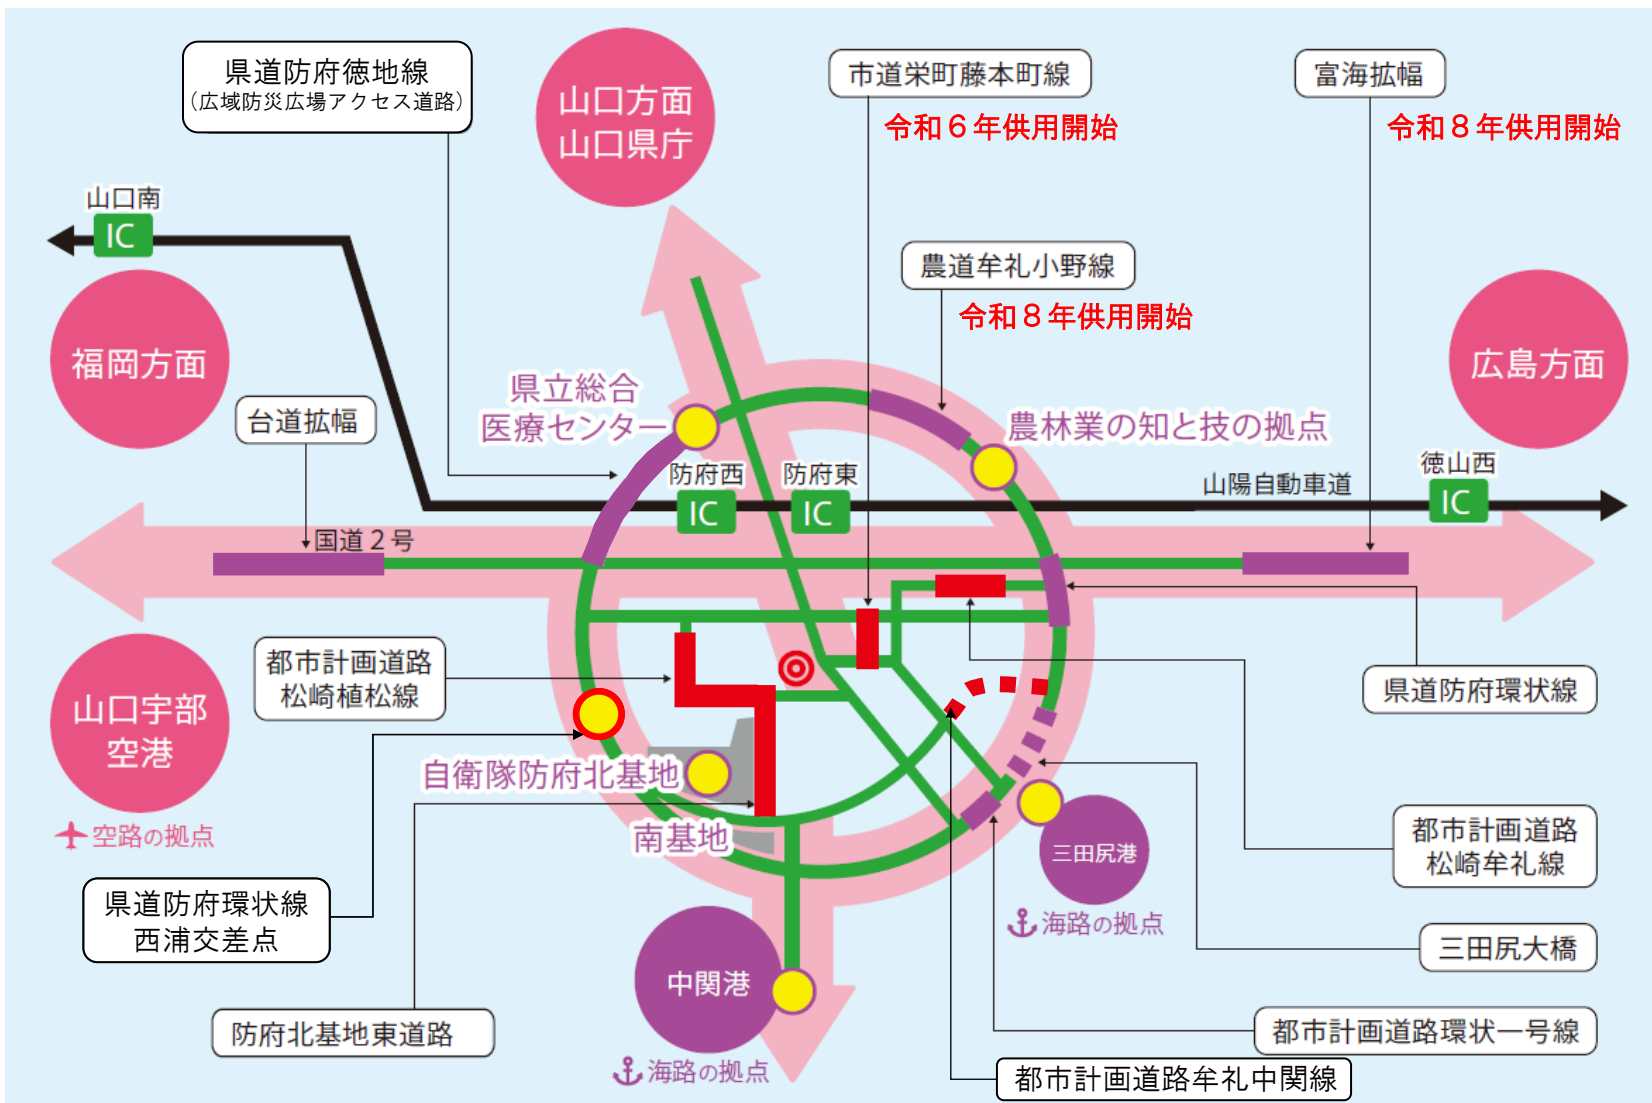 県道防府徳地線
（広域防災広場アクセス道路）
山口方面
山口県庁
市道栄町藤本町線
令和６年供用開始
富海拡幅
令和８年供用開始
山口南
IC
農道牟礼小野線
令和８年供用開始
福岡方面
広島方面
台道拡幅
県立総合
医療センター
農林業の知と技の拠点
防府西
IC
防府東
IC
山陽自動車道
徳山西
IC
国道２号
都市計画道路
松崎植松線
県道防府環状線
山口宇部
空港
空路の拠点
自衛隊防府北基地
南基地
三田尻港
海路の拠点
都市計画道路
松崎牟礼線
県道防府環状線
西浦交差点
三田尻大橋
中関港
海路の拠点
防府北基地東道路
都市計画道路環状一号線
都市計画道路牟礼中関線